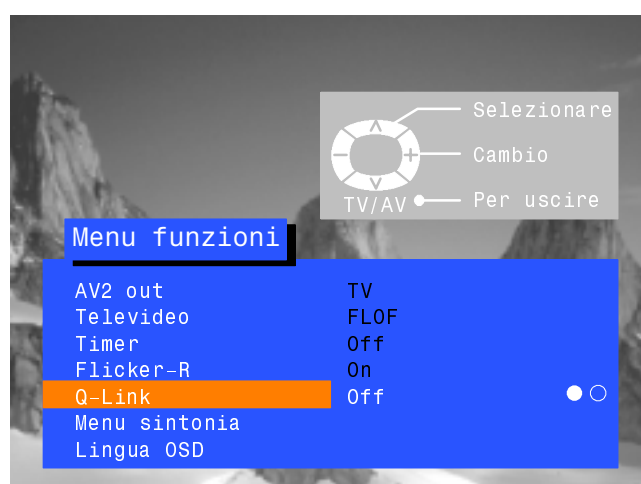 Selezionare
Cambio
TV/AV Per uscire
Menu funzioni
AV2 out TV
Televideo FLOF
Timer Off
Flicker-R On
Q-Link Off
Menu sintonia
Lingua OSD